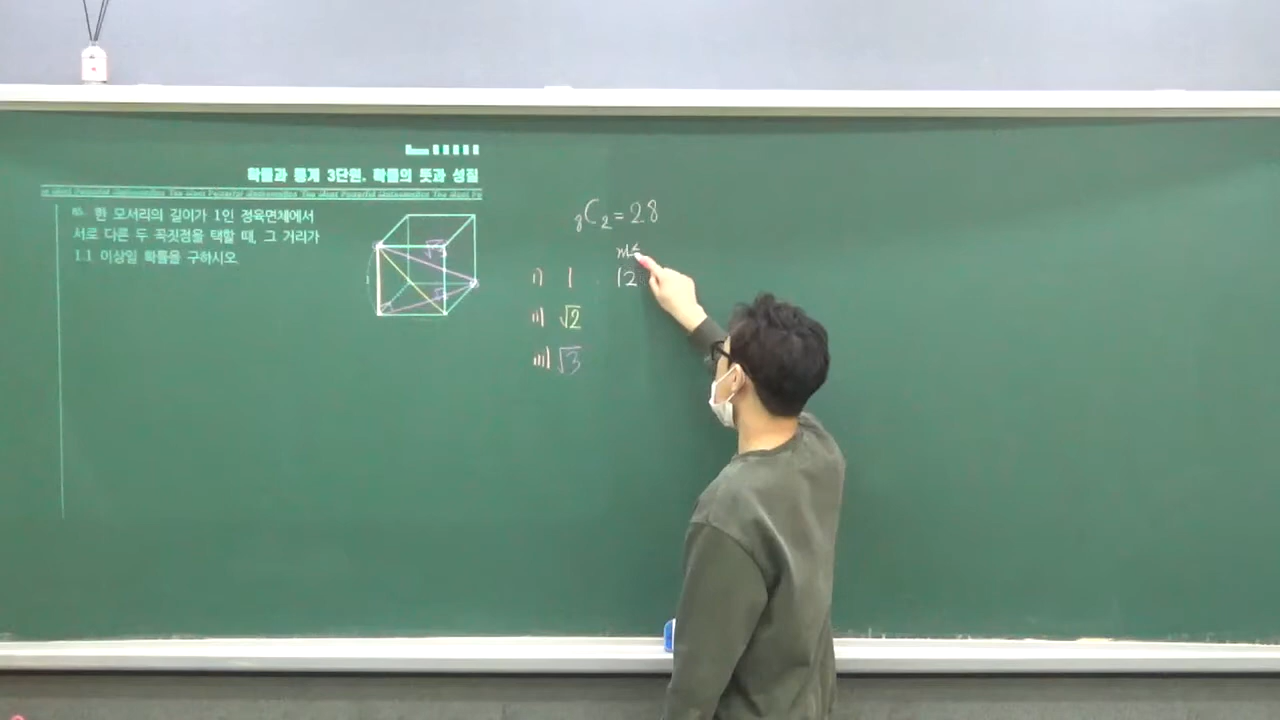 확률과 통계 3단원. 확률의 뜻과 성질
한 모서리의 길이가 1인 정육면체에서
서로 다른 두 꼭짓점을 택할 때, 그 거리가
1.1 이상일 확률을 구하시오.
₈C₂=28
i) 1 12
ii) √2
iii) √3